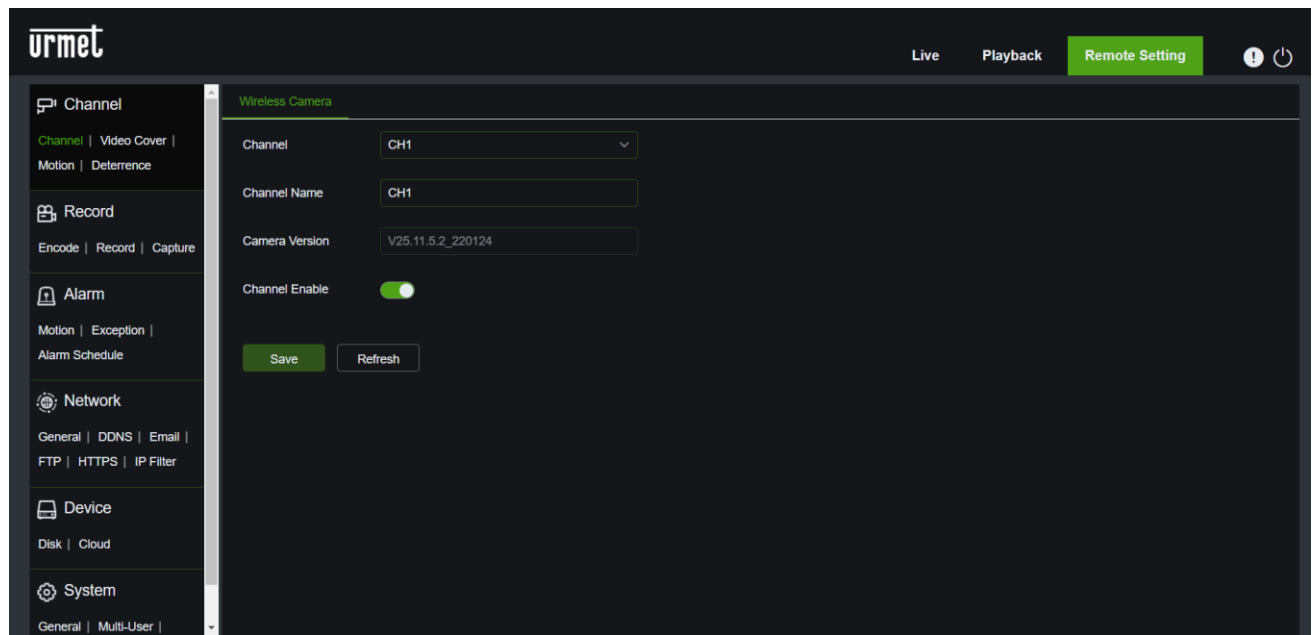 urmet
Live Playback Remote Setting
Channel
Channel | Video Cover |
Motion | Deterrence
Record
Encode | Record | Capture
Alarm
Motion | Exception |
Alarm Schedule
Network
General | DDNS | Email |
FTP | HTTPS | IP Filter
Device
Disk | Cloud
System
General | Multi-User |
Wireless Camera
Channel CH1
Channel Name CH1
Camera Version V25.11.5.2_220124
Channel Enable
Save Refresh